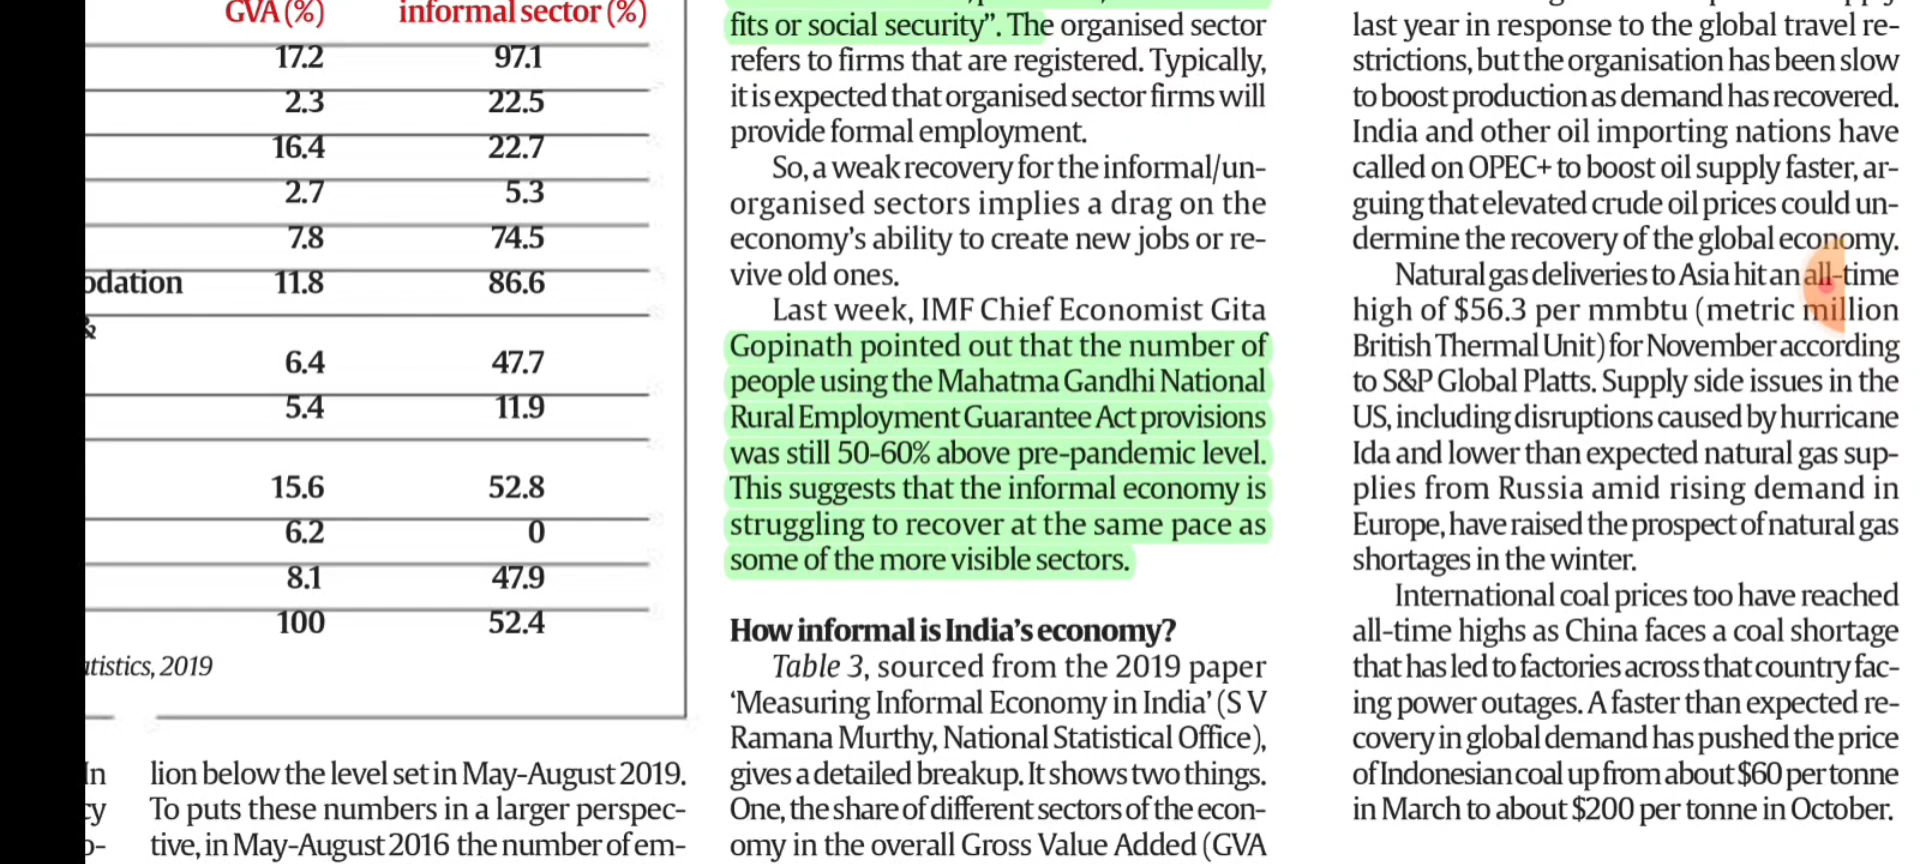 GVA (%) informal sector (%)
17.2 97.1
2.3 22.5
16.4 22.7
2.7 5.3
7.8 74.5
odation 11.8 86.6
&
6.4 47.7
5.4 11.9
15.6 52.8
6.2 0
8.1 47.9
100 52.4
tistics, 2019
In
cy
o-
lion below the level set in May-August 2019.
To puts these numbers in a larger perspec-
tive, in May-August 2016 the number of em-
fits or social security”. The organised sector
refers to firms that are registered. Typically,
it is expected that organised sector firms will
provide formal employment.
So, a weak recovery for the informal/un-
organised sectors implies a drag on the
economy’s ability to create new jobs or re-
vive old ones.
Last week, IMF Chief Economist Gita
Gopinath pointed out that the number of
people using the Mahatma Gandhi National
Rural Employment Guarantee Act provisions
was still 50-60% above pre-pandemic level.
This suggests that the informal economy is
struggling to recover at the same pace as
some of the more visible sectors.
How informal is India’s economy?
Table 3, sourced from the 2019 paper
‘Measuring Informal Economy in India’ (S V
Ramana Murthy, National Statistical Office),
gives a detailed breakup. It shows two things.
One, the share of different sectors of the econ-
omy in the overall Gross Value Added (GVA
last year in response to the global travel re-
strictions, but the organisation has been slow
to boost production as demand has recovered.
India and other oil importing nations have
called on OPEC+ to boost oil supply faster, ar-
guing that elevated crude oil prices could un-
dermine the recovery of the global economy.
Natural gas deliveries to Asia hit an all-time
high of $56.3 per mmbtu (metric million
British Thermal Unit) for November according
to S&P Global Platts. Supply side issues in the
US, including disruptions caused by hurricane
Ida and lower than expected natural gas sup-
plies from Russia amid rising demand in
Europe, have raised the prospect of natural gas
shortages in the winter.
International coal prices too have reached
all-time highs as China faces a coal shortage
that has led to factories across that country fac-
ing power outages. A faster than expected re-
covery in global demand has pushed the price
of Indonesian coal up from about $60 per tonne
in March to about $200 per tonne in October.